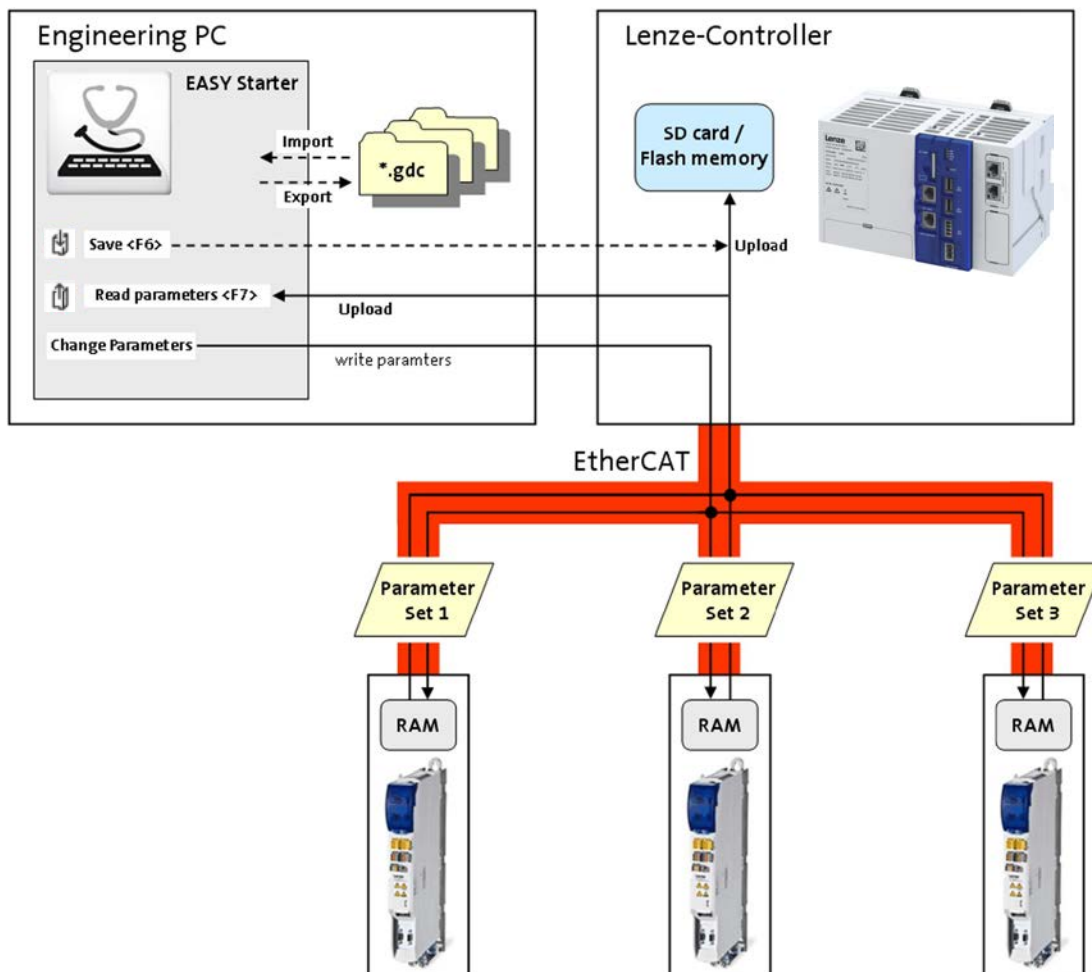 Engineering PC
EASY Starter
Import
*.gdc
Export
Save <F6>
Read parameters <F7>
Upload
Change Parameters
write paramters
Lenze-Controller
SD card /
Flash memory
Lenze
Upload
EtherCAT
Parameter
Set 1
Parameter
Set 2
Parameter
Set 3
RAM
RAM
RAM